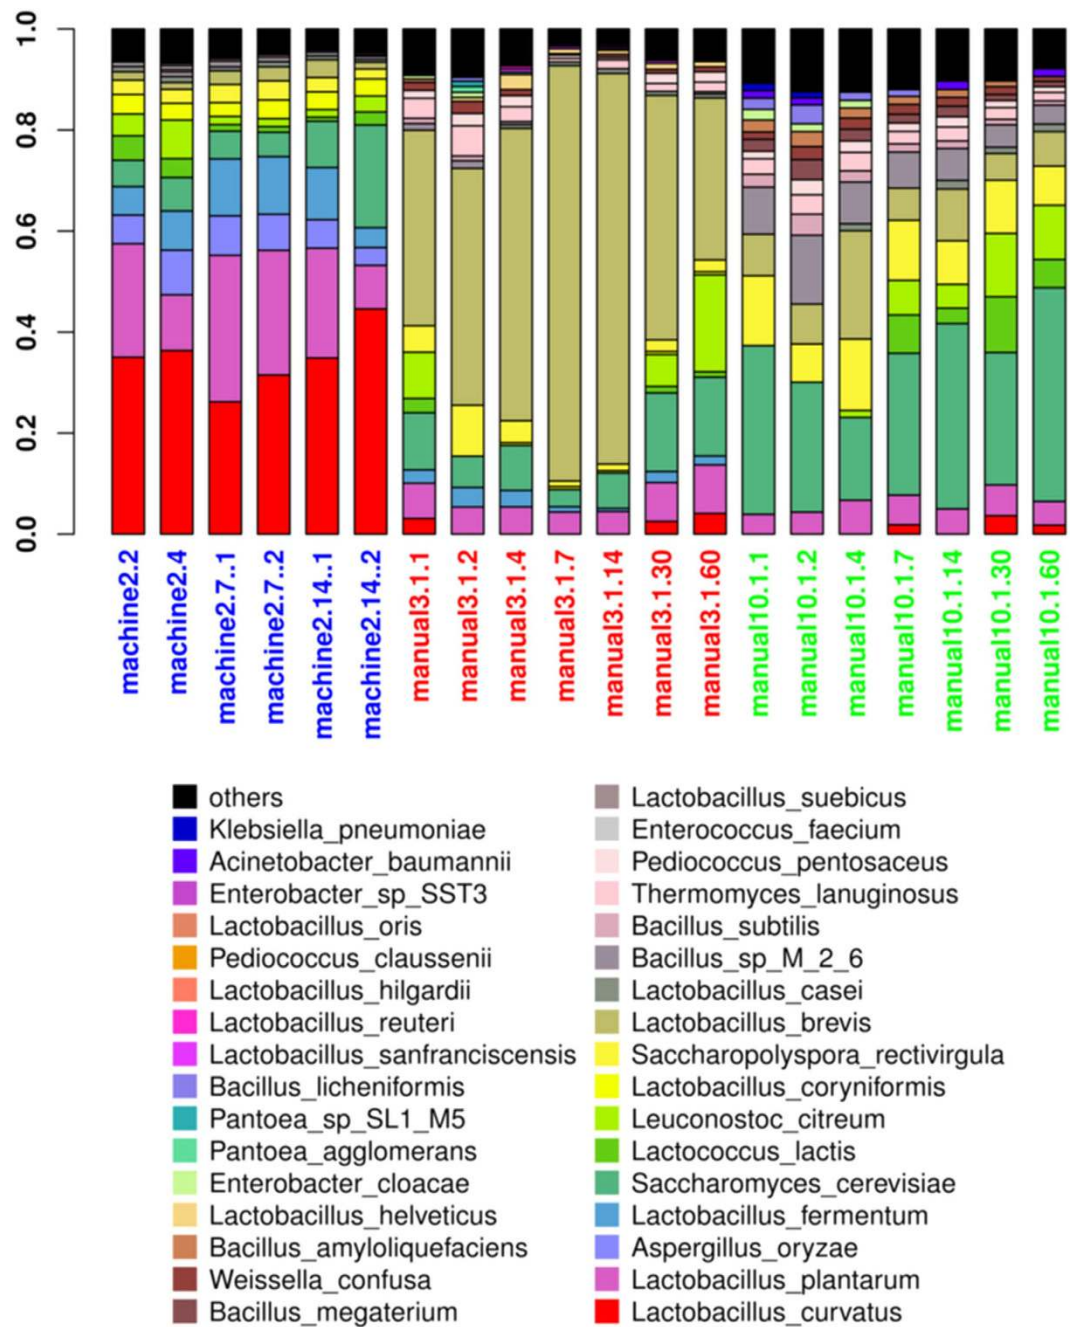 1.0
0.8
0.6
0.4
0.2
0.0
machine2.2
machine2.4
machine2.7..1
machine2.7..2
machine2.14..1
machine2.14..2
manual3.1.1
manual3.1.2
manual3.1.4
manual3.1.7
manual3.1.14
manual3.1.30
manual3.1.60
manual10.1.1
manual10.1.2
manual10.1.4
manual10.1.7
manual10.1.14
manual10.1.30
manual10.1.60
others
Klebsiella_pneumoniae
Acinetobacter_baumannii
Enterobacter_sp_SST3
Lactobacillus_oris
Pediococcus_claussenii
Lactobacillus_hilgardii
Lactobacillus_reuteri
Lactobacillus_sanfranciscensis
Bacillus_licheniformis
Pantoea_sp_SL1_M5
Pantoea_agglomerans
Enterobacter_cloacae
Lactobacillus_helveticus
Bacillus_amyloliquefaciens
Weissella_confusa
Bacillus_megaterium
Lactobacillus_suebicus
Enterococcus_faecium
Pediococcus_pentosaceus
Thermomyces_lanuginosus
Bacillus_subtilis
Bacillus_sp_M_2_6
Lactobacillus_casei
Lactobacillus_brevis
Saccharopolyspora_rectivirgula
Lactobacillus_coryniformis
Leuconostoc_citreum
Lactococcus_lactis
Saccharomyces_cerevisiae
Lactobacillus_fermentum
Aspergillus_oryzae
Lactobacillus_plantarum
Lactobacillus_curvatus